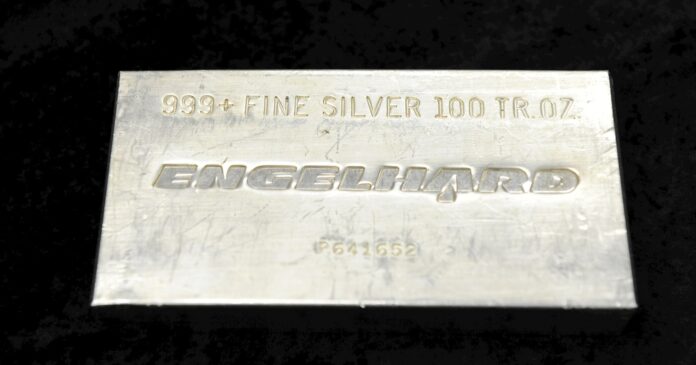 999+ FINE SILVER 100 TR.OZ.
ENGELHARD
P641652